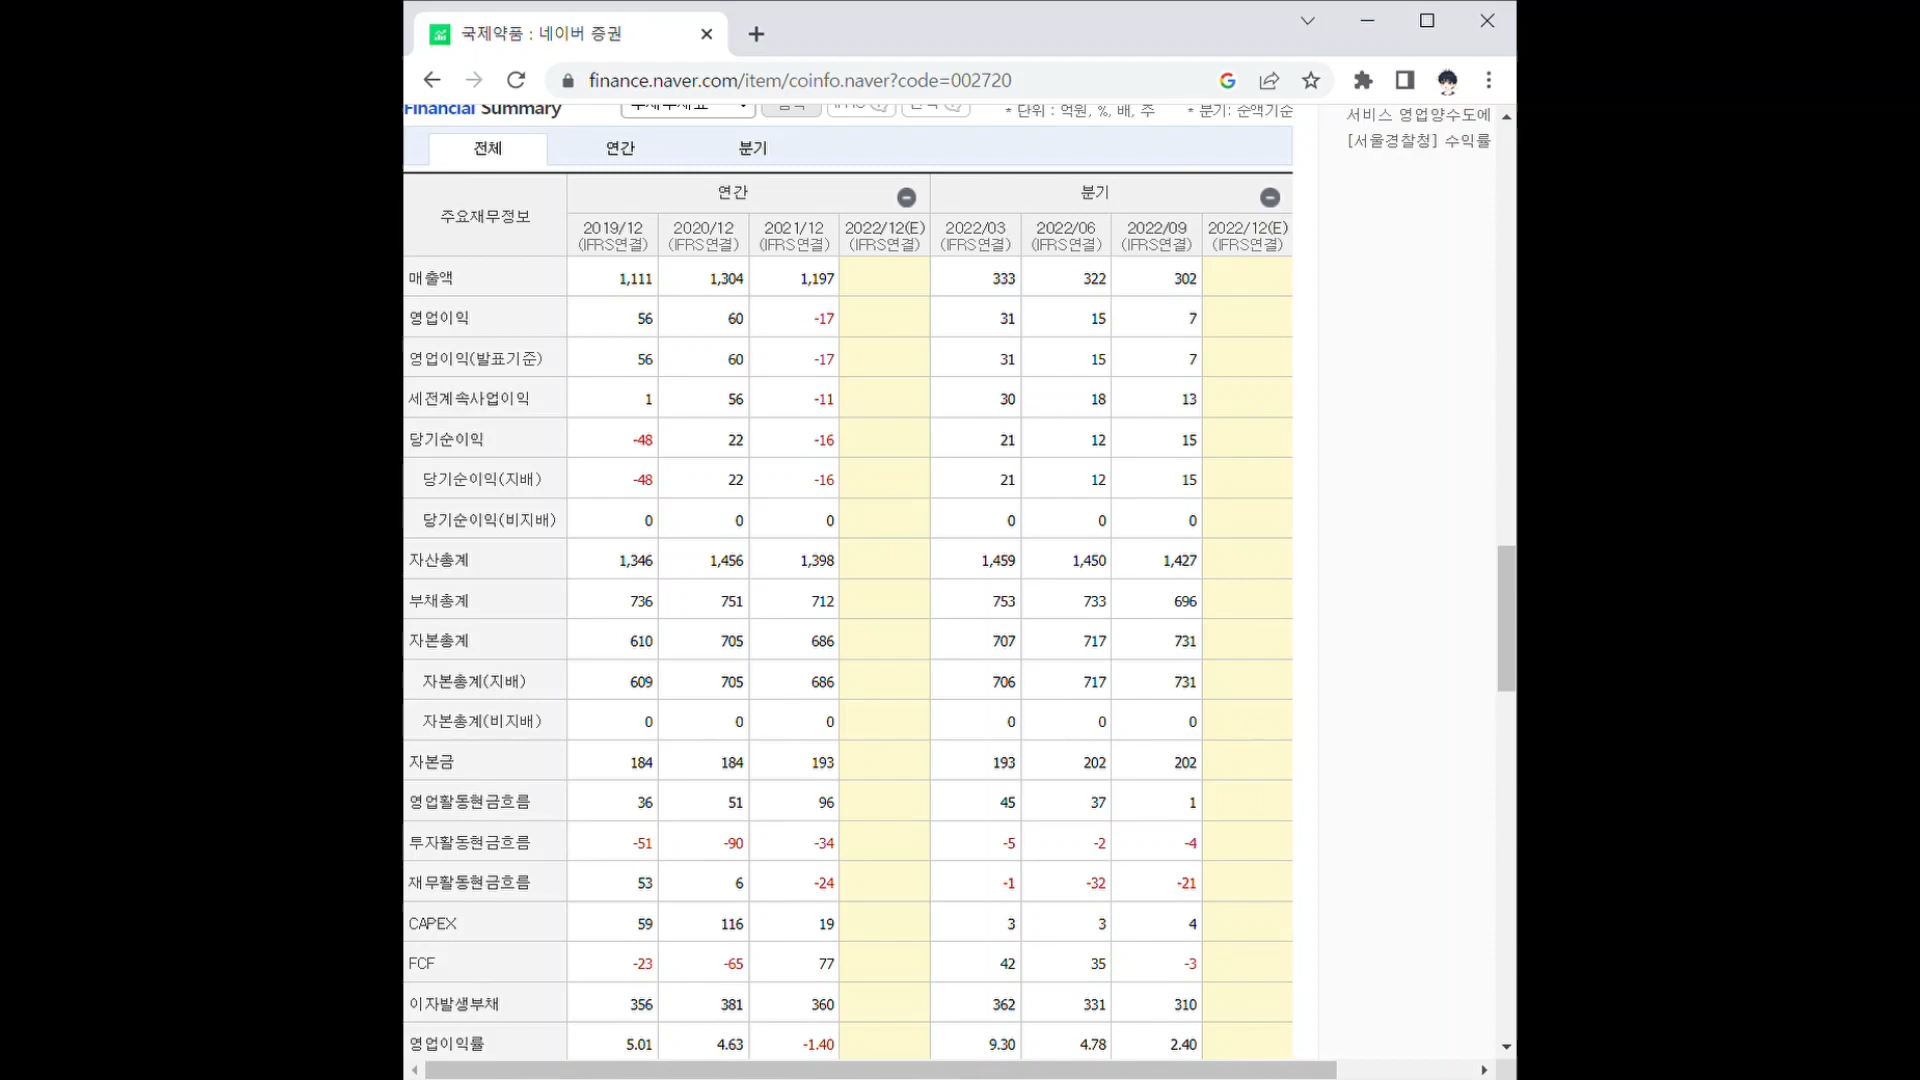 국제약품 : 네이버 증권
finance.naver.com/item/coinfo.naver?code=002720
Financial Summary * 단위 : 억원, %, 배, 주 * 분기: 순액기준
서비스 영업양수도에
[서울경찰청] 수익률
전체 연간 분기
주요재무정보 연간 분기
2019/12 2020/12 2021/12 2022/12(E) 2022/03 2022/06 2022/09 2022/12(E)
(IFRS연결) (IFRS연결) (IFRS연결) (IFRS연결) (IFRS연결) (IFRS연결) (IFRS연결) (IFRS연결)
매출액 1,111 1,304 1,197 333 322 302
영업이익 56 60 -17 31 15 7
영업이익(발표기준) 56 60 -17 31 15 7
세전계속사업이익 1 56 -11 30 18 13
당기순이익 -48 22 -16 21 12 15
당기순이익(지배) -48 22 -16 21 12 15
당기순이익(비지배) 0 0 0 0 0 0
자산총계 1,346 1,456 1,398 1,459 1,450 1,427
부채총계 736 751 712 753 733 696
자본총계 610 705 686 707 717 731
자본총계(지배) 609 705 686 706 717 731
자본총계(비지배) 0 0 0 0 0 0
자본금 184 184 193 193 202 202
영업활동현금흐름 36 51 96 45 37 1
투자활동현금흐름 -51 -90 -34 -5 -2 -4
재무활동현금흐름 53 6 -24 -1 -32 -21
CAPEX 59 116 19 3 3 4
FCF -23 -65 77 42 35 -3
이자발생부채 356 381 360 362 331 310
영업이익률 5.01 4.63 -1.40 9.30 4.78 2.40